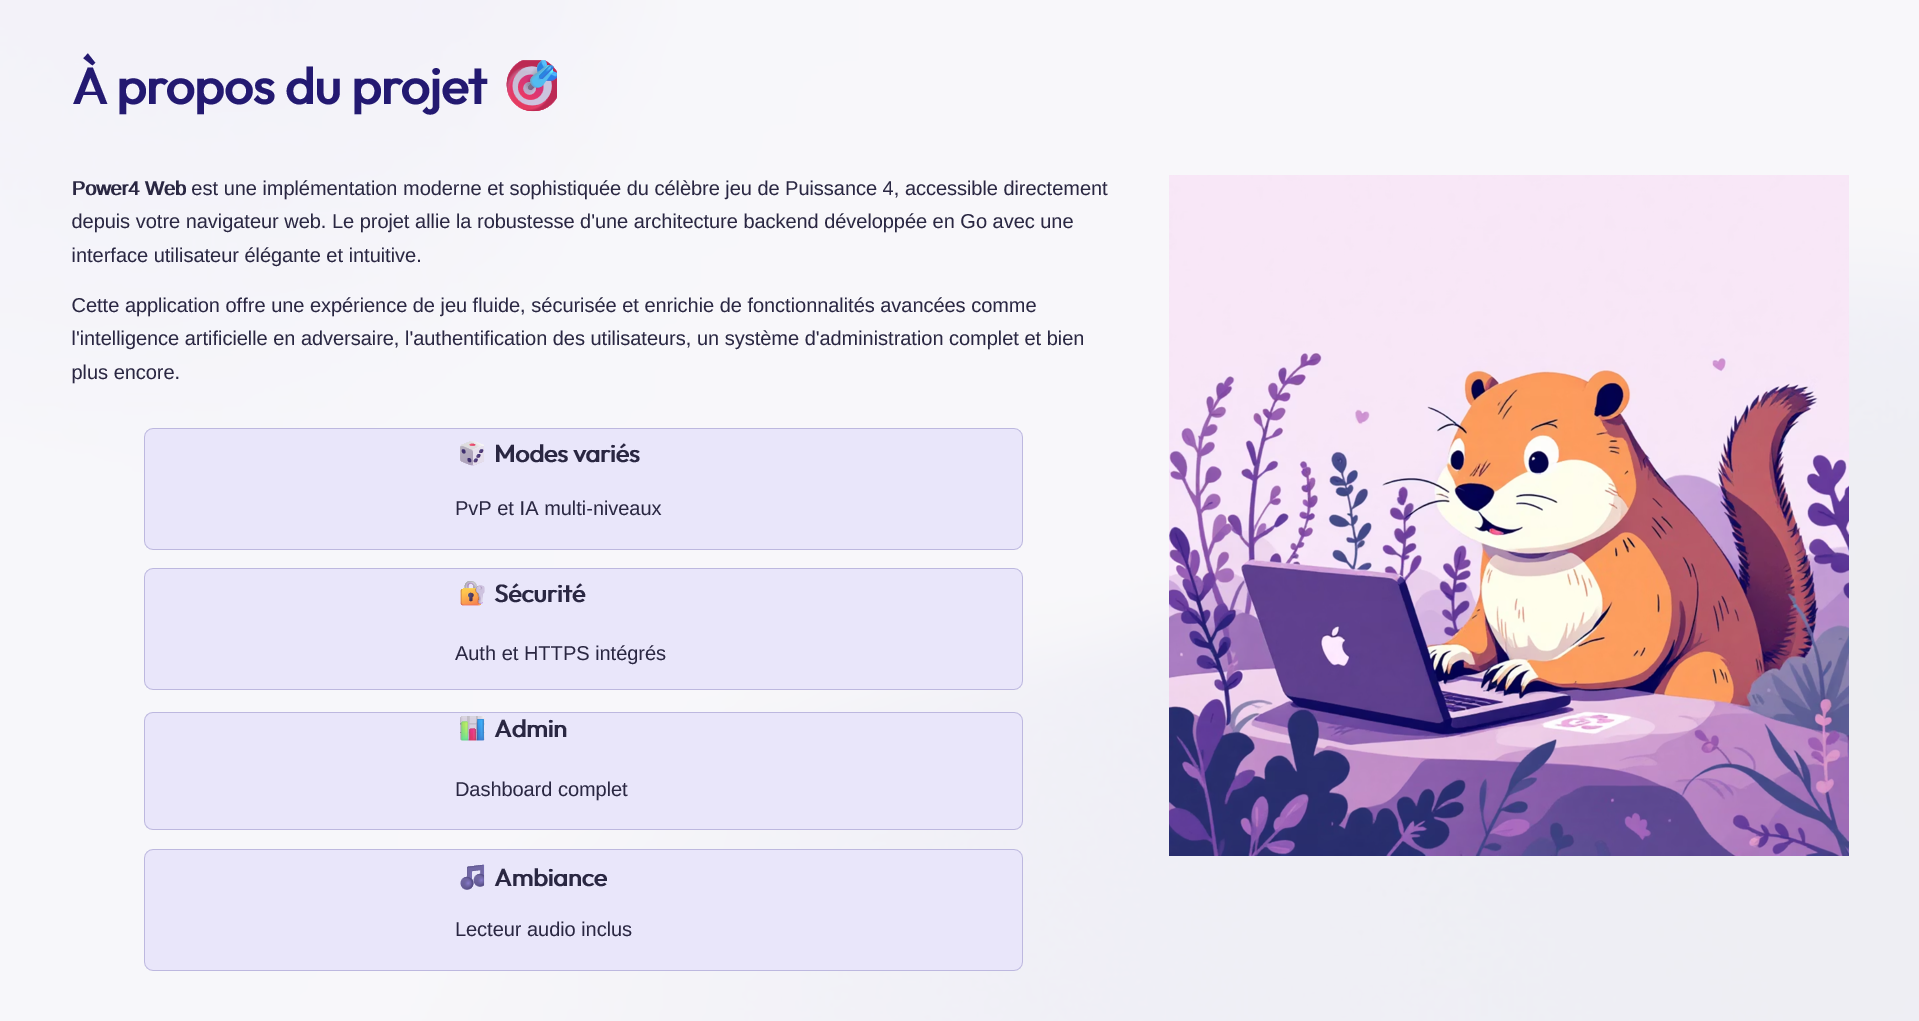 À propos du projet 🎯
Power4 Web est une implémentation moderne et sophistiquée du célèbre jeu de Puissance 4, accessible directement
depuis votre navigateur web. Le projet allie la robustesse d'une architecture backend développée en Go avec une
interface utilisateur élégante et intuitive.
Cette application offre une expérience de jeu fluide, sécurisée et enrichie de fonctionnalités avancées comme
l'intelligence artificielle en adversaire, l'authentification des utilisateurs, un système d'administration complet et bien
plus encore.
🎲 Modes variés
PvP et IA multi-niveaux
🔐 Sécurité
Auth et HTTPS intégrés
📊 Admin
Dashboard complet
🎵 Ambiance
Lecteur audio inclus